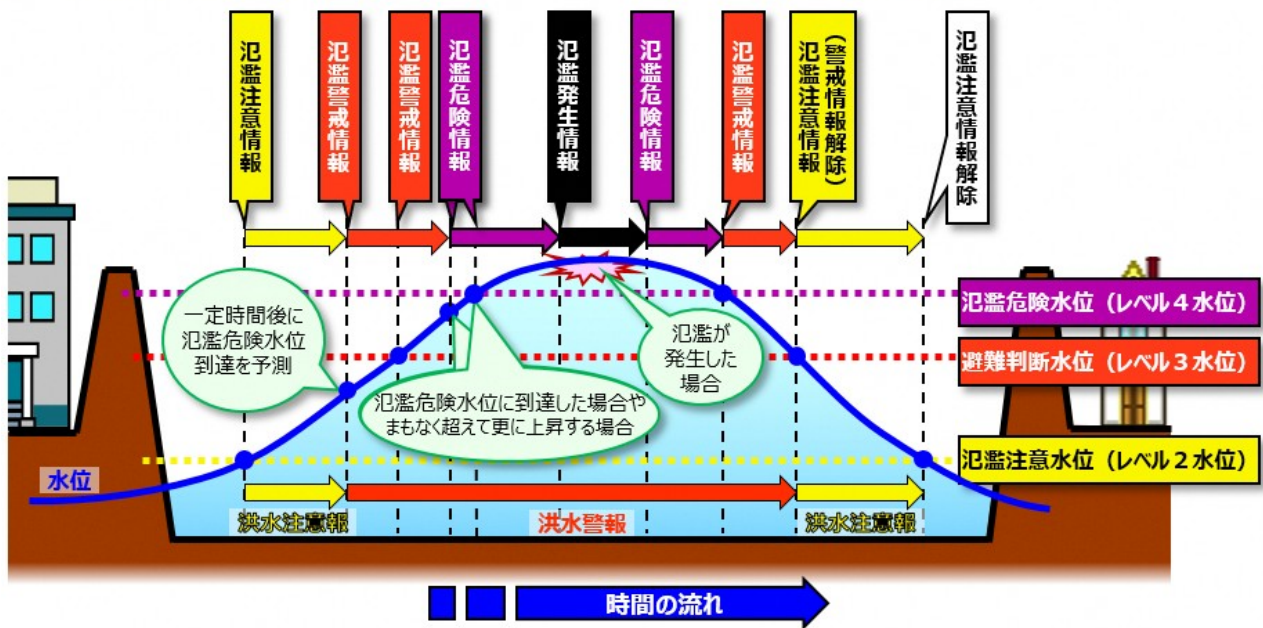 氾濫注意情報
氾濫警戒情報
氾濫警戒情報
氾濫危険情報
氾濫発生情報
氾濫危険情報
氾濫警戒情報
(警戒情報解除)
氾濫注意情報
氾濫注意情報解除
一定時間後に
氾濫危険水位
到達を予測
氾濫危険水位に到達した場合や
まもなく超えて更に上昇する場合
氾濫が
発生した
場合
氾濫危険水位(レベル4水位)
避難判断水位(レベル3水位)
氾濫注意水位(レベル2水位)
水位
洪水注意報
洪水警報
洪水注意報
時間の流れ